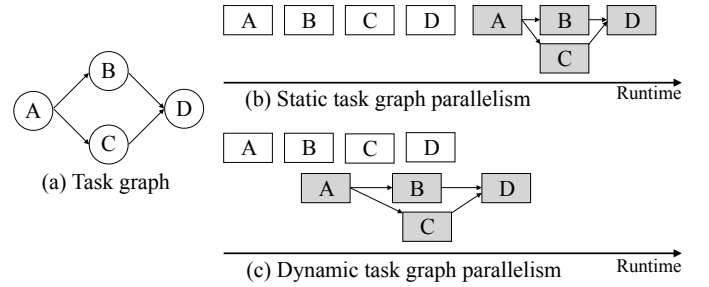 A
B
C
D
(a) Task graph
A B C D A B D
C
Runtime
(b) Static task graph parallelism
A B C D
A B D
C
Runtime
(c) Dynamic task graph parallelism